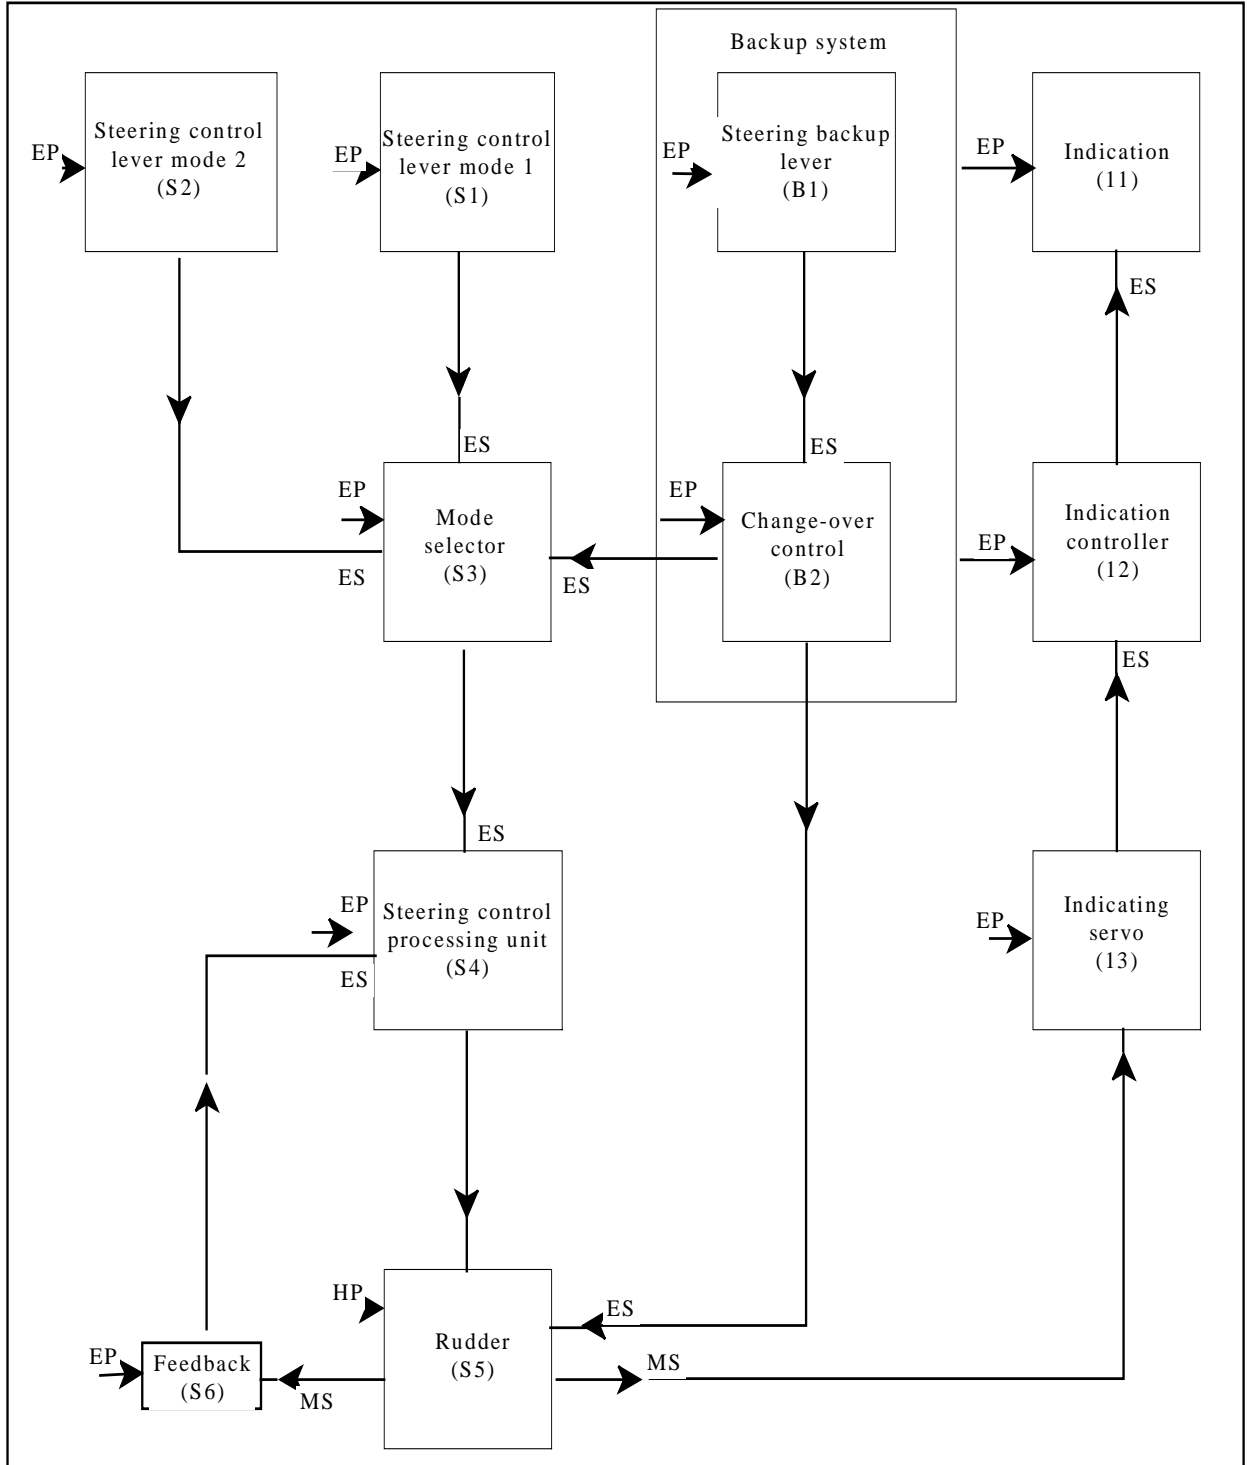 Backup system
EP
Steering control
lever mode 2
(S2)
EP
Steering control
lever mode 1
(S1)
EP
Steering backup
lever
(B1)
EP
Indication
(11)
ES
ES
ES
EP
Mode
selector
(S3)
ES
ES
EP
Change-over
control
(B2)
EP
Indication
controller
(12)
ES
ES
EP
Steering control
processing unit
(S4)
ES
EP
Indicating
servo
(13)
HP
Rudder
(S5)
ES
MS
EP
Feedback
(S6)
MS